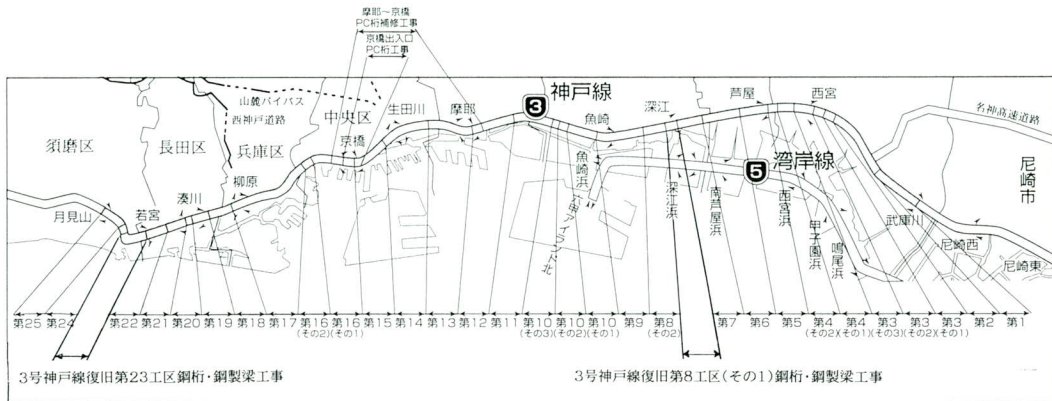 摩耶～京橋
PC桁補修工事
京橋出入口
PC桁工事
山麓バイパス
西神戸道路
須磨区
長田区
兵庫区
中央区
生田川
摩耶
3
神戸線
魚崎
深江
芦屋
西宮
名神高速道路
尼崎市
京橋
柳原
湊川
若宮
月見山
魚崎浜
六甲アイランド北
深江浜
南芦屋浜
5
湾岸線
西宮浜
甲子園浜
鳴尾浜
武庫川
尼崎西
尼崎東
第25 第24 第22 第21 第20 第19 第18 第17 第16 第16 第15 第14 第13 第12 第11 第10 第10 第10 第9 第8 第7 第6 第5 第4 第4 第3 第3 第3 第2 第1
(その2)(その1) (その3)(その2)(その1) (その2) (その2)(その1)(その3)(その2)(その1)
3号神戸線復旧第23工区鋼桁・鋼製梁工事
3号神戸線復旧第8工区(その1)鋼桁・鋼製梁工事